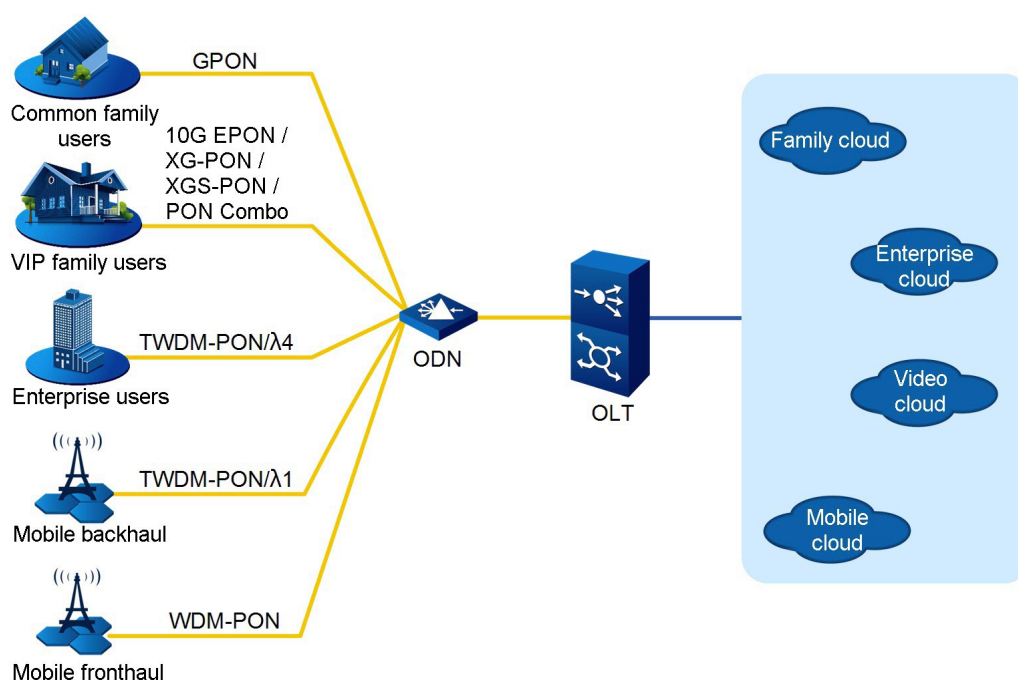 GPON
Common family
users
10G EPON /
XG-PON /
XGS-PON /
PON Combo
VIP family users
TWDM-PON/λ4
Enterprise users
TWDM-PON/λ1
Mobile backhaul
WDM-PON
Mobile fronthaul
ODN
OLT
Family cloud
Enterprise
cloud
Video
cloud
Mobile
cloud